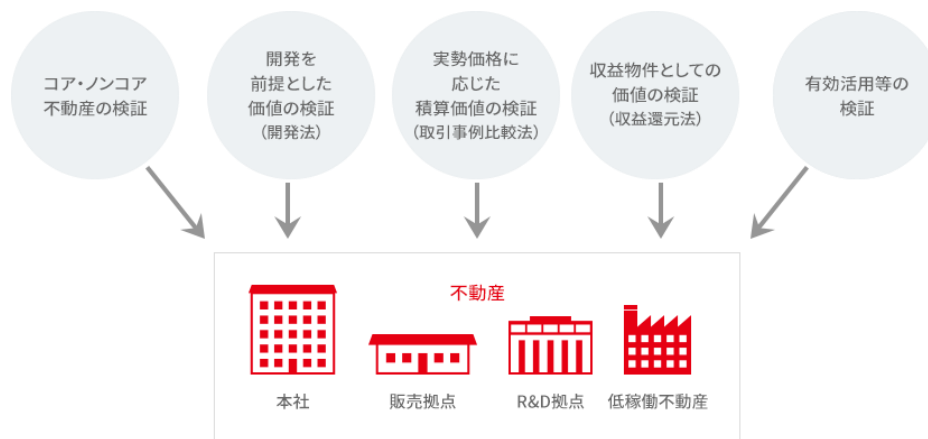 コア・ノンコア
不動産の検証
開発を
前提とした
価値の検証
（開発法）
実勢価格に
応じた
積算価値の検証
（取引事例比較法）
収益物件としての
価値の検証
（収益還元法）
有効活用等の
検証
不動産
本社
販売拠点
R&D拠点
低稼働不動産